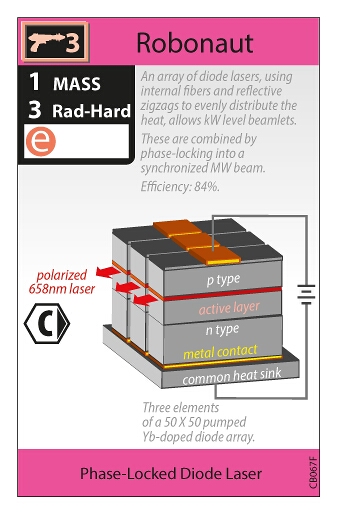 3
Robonaut
1 MASS
3 Rad-Hard
e
An array of diode lasers, using
internal fibers and reflective
zigzags to evenly distribute the
heat, allows kW level beamlets.
These are combined by
phase-locking into a
synchronized MW beam.
Efficiency: 84%.
polarized
658nm laser
C
p type
active layer
n type
metal contact
common heat sink
Three elements
of a 50 X 50 pumped
Yb-doped diode array.
Phase-Locked Diode Laser
CB067F